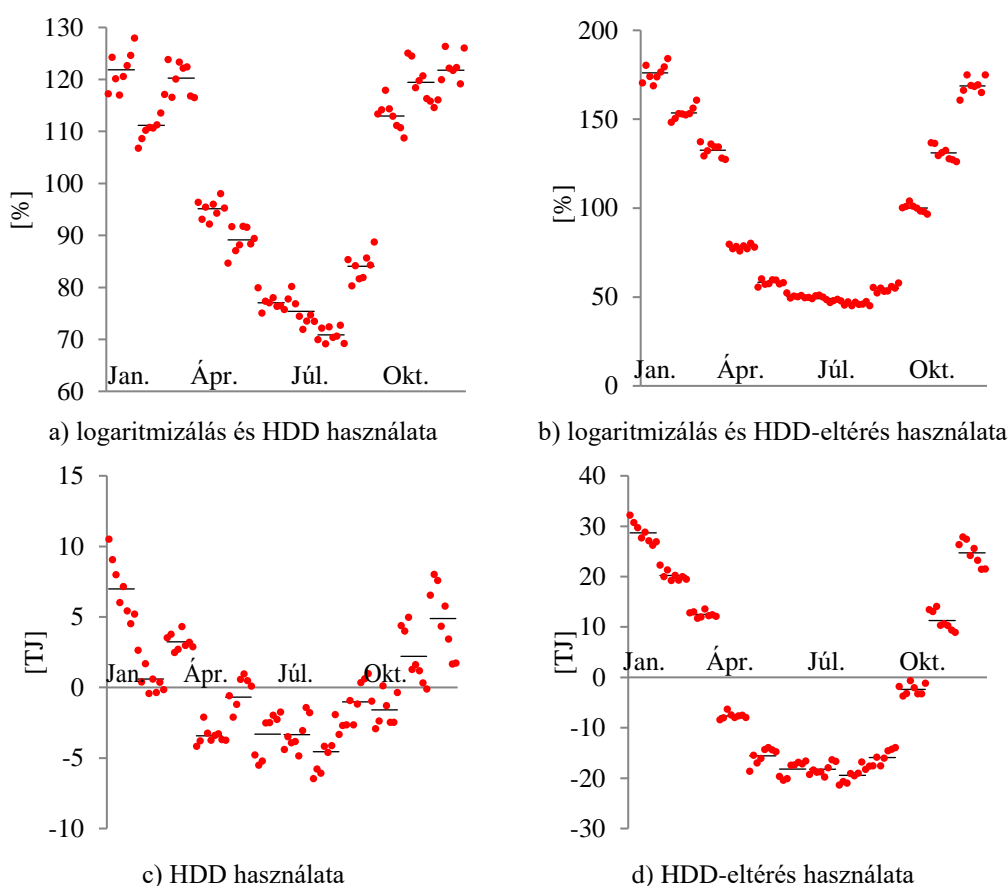 130
120
110
100
90
80
70
60
[%]
Jan.
Ápr.
Júl.
Okt.
a) logaritmizálás és HDD használata
200
150
100
50
0
[%]
Jan.
Ápr.
Júl.
Okt.
b) logaritmizálás és HDD-eltérés használata
15
10
5
0
-5
-10
[TJ]
Jan.
Ápr.
Júl.
Okt.
c) HDD használata
40
30
20
10
0
-10
-20
-30
[TJ]
Jan.
Ápr.
Júl.
Okt.
d) HDD-eltérés használata